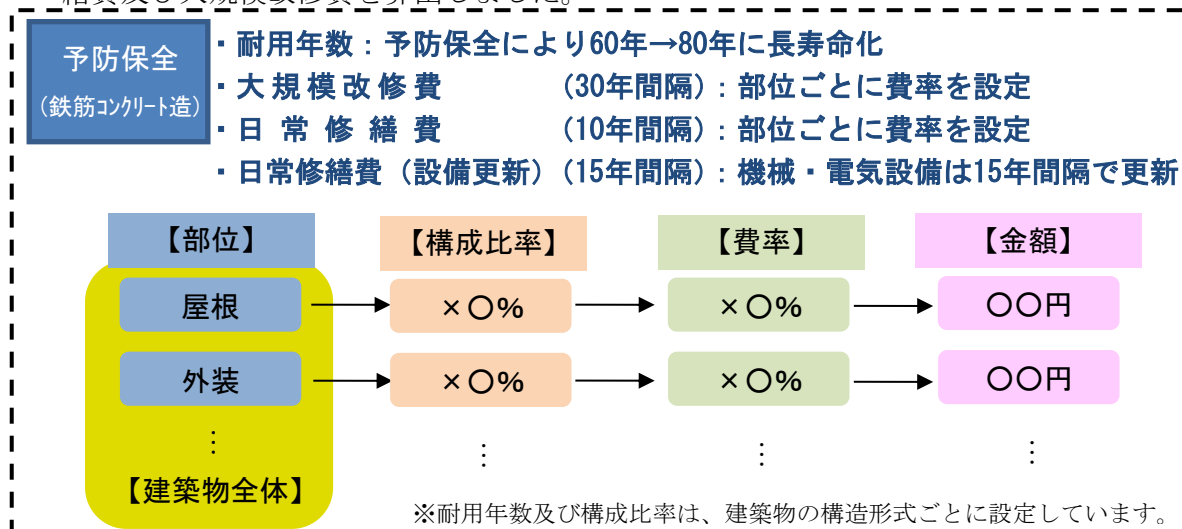 予防保全
(鉄筋コンクリート造)
・耐用年数：予防保全により60年→80年に長寿命化
・大規模改修費 (30年間隔)：部位ごとに費率を設定
・日常修繕費 (10年間隔)：部位ごとに費率を設定
・日常修繕費（設備更新）(15年間隔)：機械・電気設備は15年間隔で更新
【部位】 【構成比率】 【費率】 【金額】
屋根 ×〇% ×〇% 〇〇円
外装 ×〇% ×〇% 〇〇円
⋮ ⋮ ⋮ ⋮
【建築物全体】
※耐用年数及び構成比率は、建築物の構造形式ごとに設定しています。